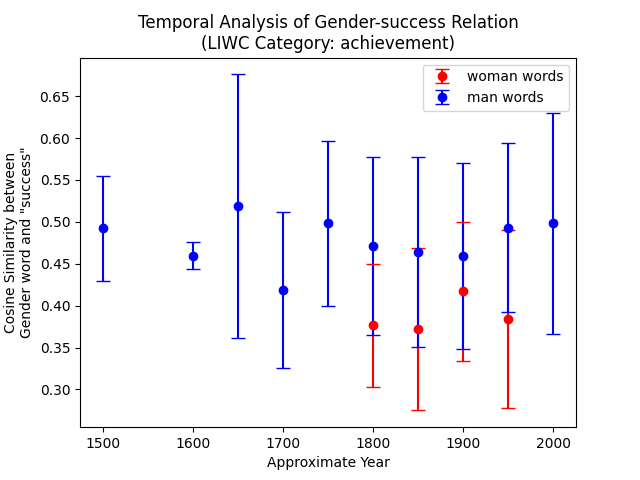 Temporal Analysis of Gender-success Relation
(LIWC Category: achievement)
woman words
man words
0.65
0.60
0.55
0.50
0.45
0.40
0.35
0.30
Cosine Similarity between
Gender word and "success"
1500
1600
1700
1800
1900
2000
Approximate Year